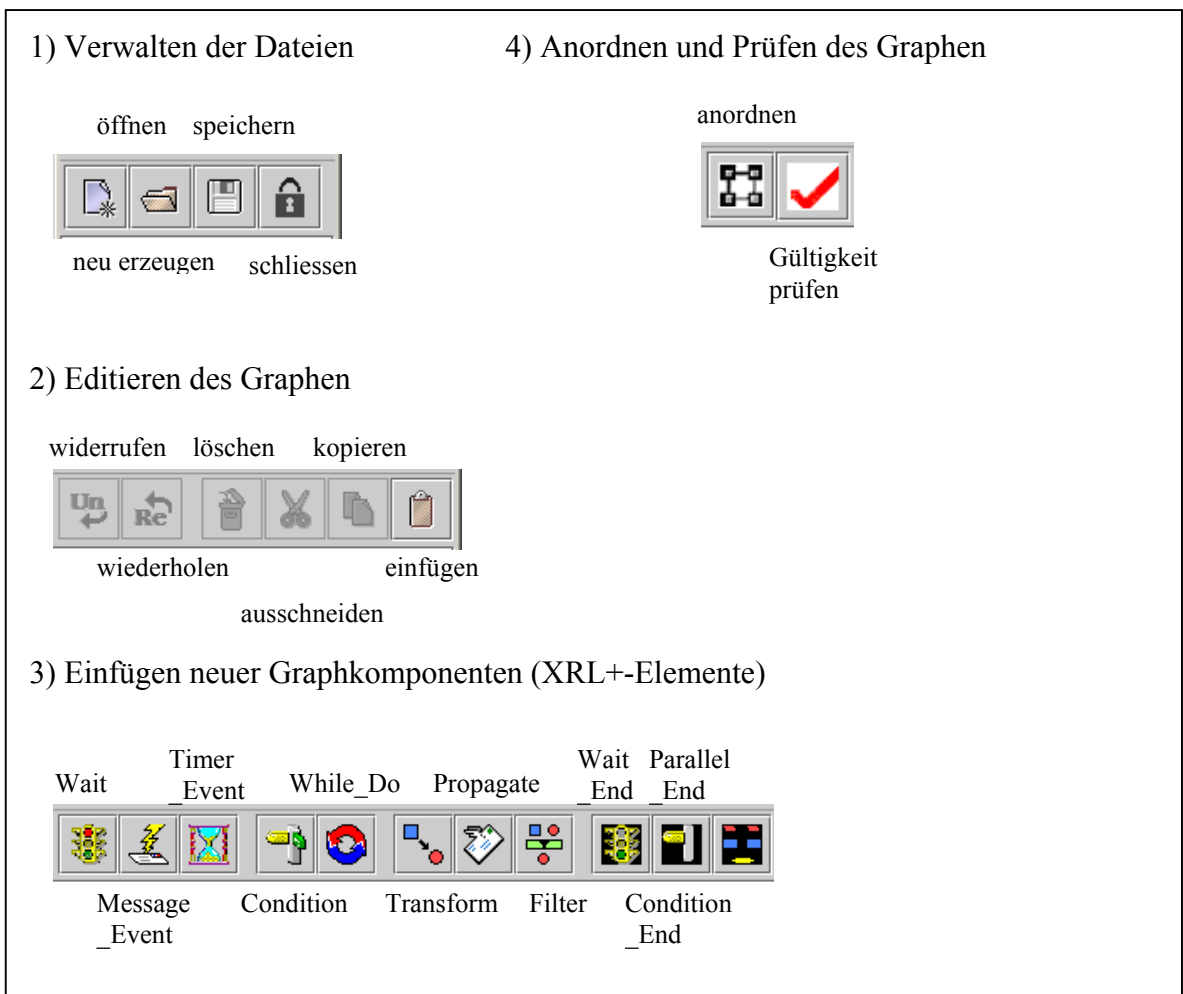 1) Verwalten der Dateien
öffnen speichern
neu erzeugen schliessen
4) Anordnen und Prüfen des Graphen
anordnen
Gültigkeit
prüfen
2) Editieren des Graphen
widerrufen löschen kopieren
Un
Re
wiederholen einfügen
ausschneiden
3) Einfügen neuer Graphkomponenten (XRL+-Elemente)
Wait
Timer
_Event
While_Do
Propagate
Wait
_End
Parallel
_End
Message
_Event
Condition
Transform
Filter
Condition
_End